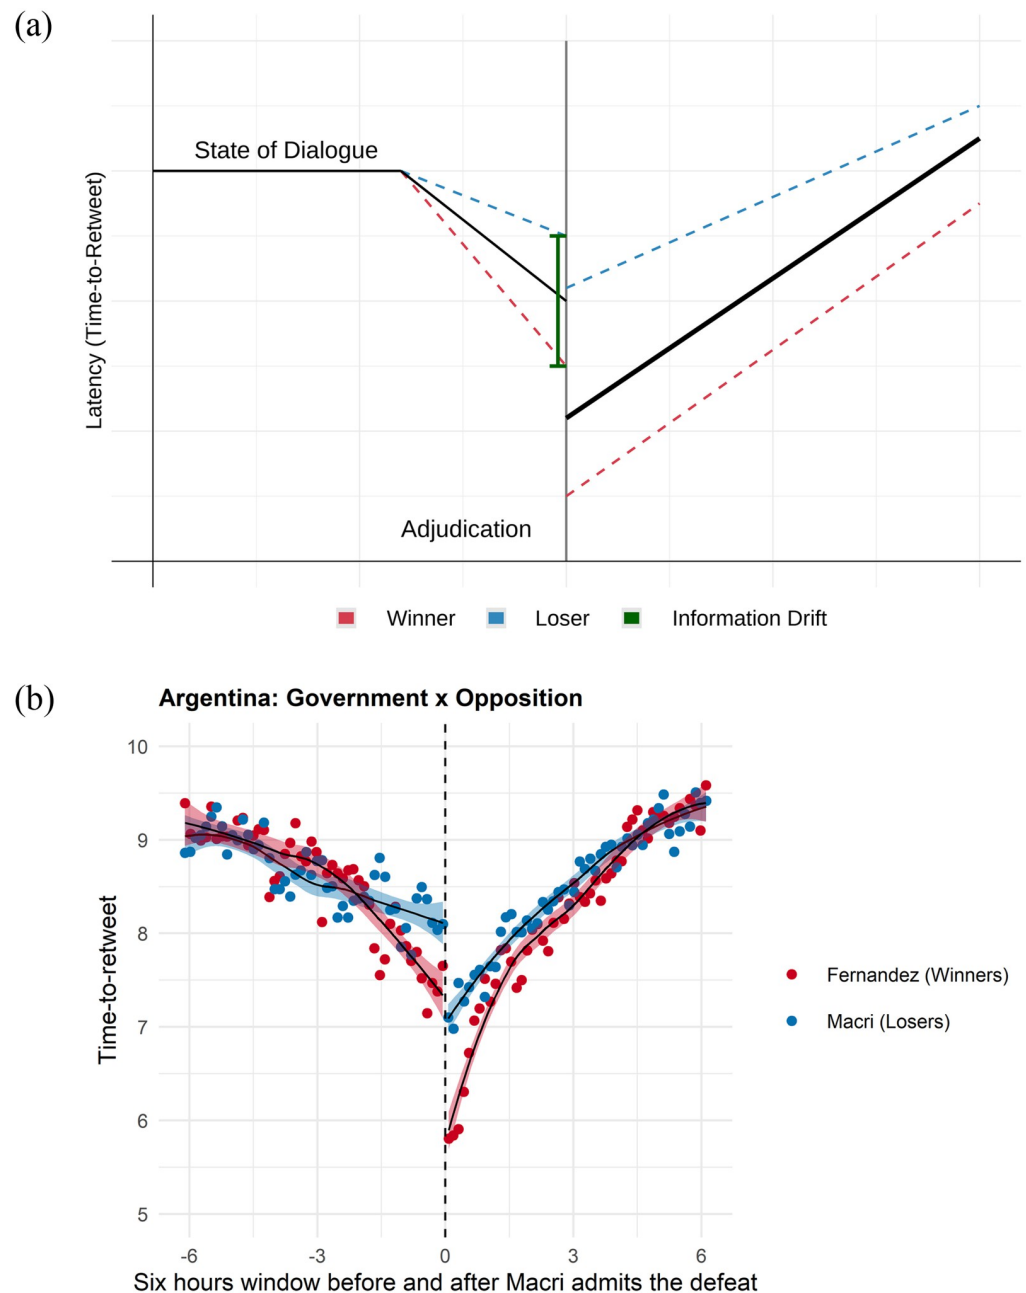 (a)
State of Dialogue
Latency (Time-to-Retweet)
Adjudication
Winner Loser Information Drift
(b)
Argentina: Government x Opposition
10
9
8
7
6
5
Time-to-retweet
-6 -3 0 3 6
Six hours window before and after Macri admits the defeat
Fernandez (Winners)
Macri (Losers)